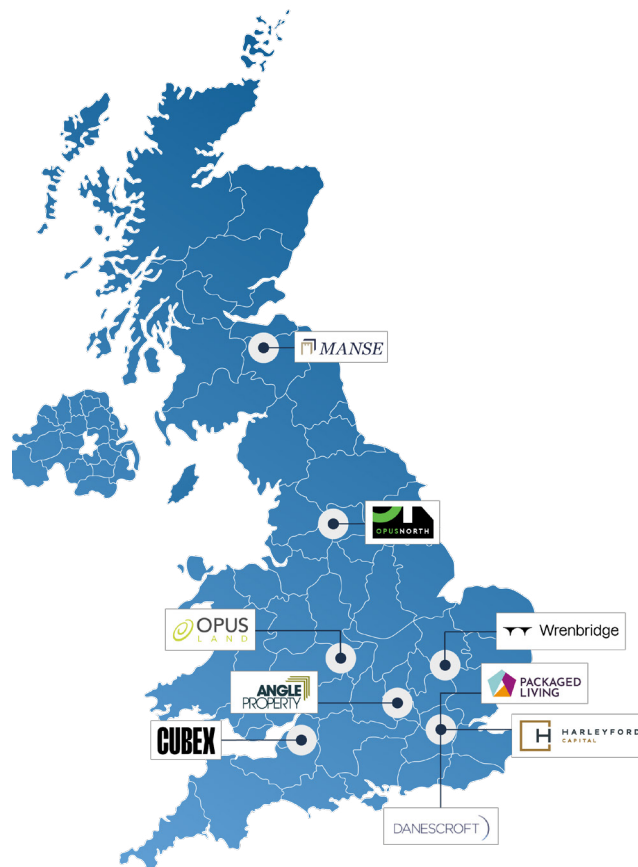 MANSE
OPUSNORTH
OPUS
LAND
Wrenbridge
ANGLE
PROPERTY
PACKAGED
LIVING
CUBEX
HARLEYFORD
CAPITAL
DANESCROFT